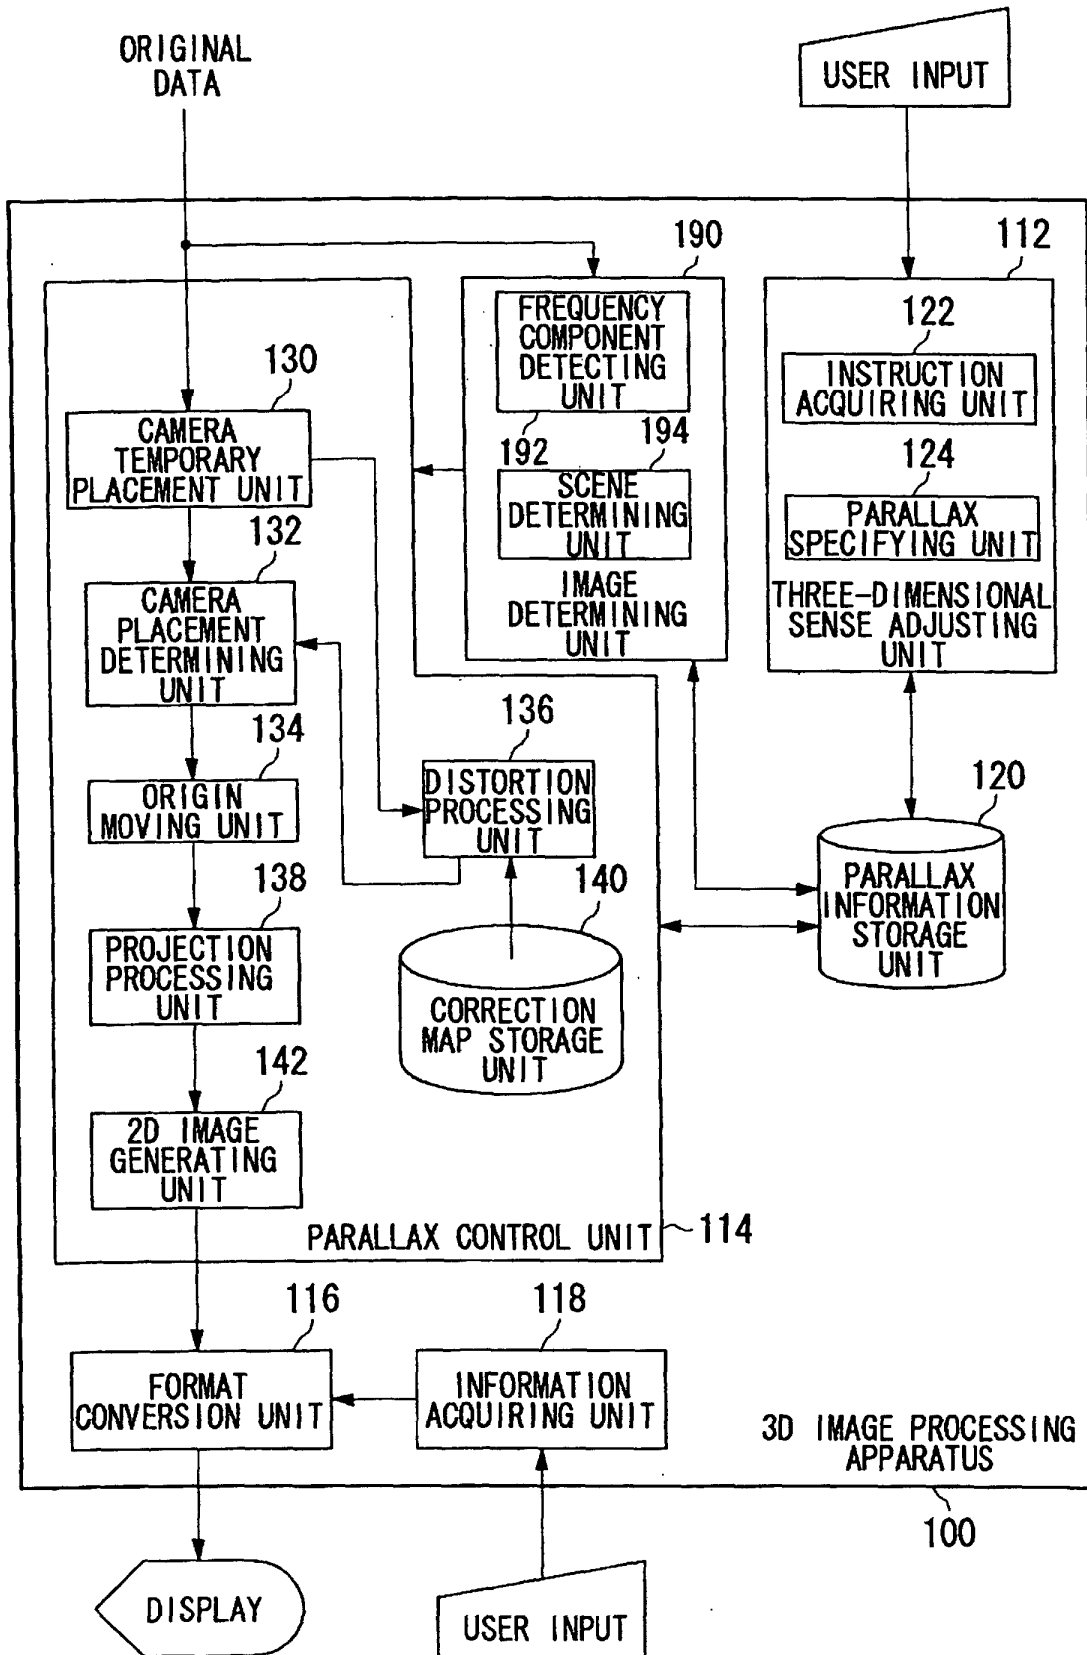 ORIGINAL
DATA
USER INPUT
190
112
FREQUENCY
COMPONENT
DETECTING
UNIT
192
194
SCENE
DETERMINING
UNIT
IMAGE
DETERMINING
UNIT
122
INSTRUCTION
ACQUIRING UNIT
124
PARALLAX
SPECIFYING UNIT
THREE-DIMENSIONAL
SENSE ADJUSTING
UNIT
130
CAMERA
TEMPORARY
PLACEMENT UNIT
132
CAMERA
PLACEMENT
DETERMINING
UNIT
134
ORIGIN
MOVING UNIT
136
DISTORTION
PROCESSING
UNIT
120
PARALLAX
INFORMATION
STORAGE
UNIT
138
PROJECTION
PROCESSING
UNIT
140
CORRECTION
MAP STORAGE
UNIT
142
2D IMAGE
GENERATING
UNIT
PARALLAX CONTROL UNIT
114
116
FORMAT
CONVERSION UNIT
118
INFORMATION
ACQUIRING UNIT
3D IMAGE PROCESSING
APPARATUS
100
DISPLAY
USER INPUT